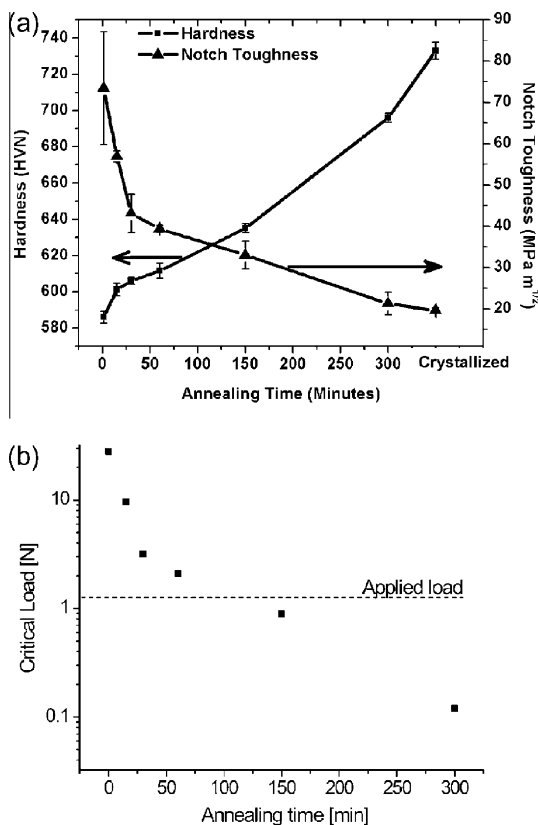 (a)
Hardness
Notch Toughness
740
720
700
680
660
640
620
600
580
Hardness (HVN)
90
80
70
60
50
40
30
20
Notch Toughness (MPa m^1/2)
0 50 100 150 200 250 300 Crystallized
Annealing Time (Minutes)
(b)
10
1
0.1
Critical Load [N]
Applied load
0 50 100 150 200 250 300
Annealing time [min]